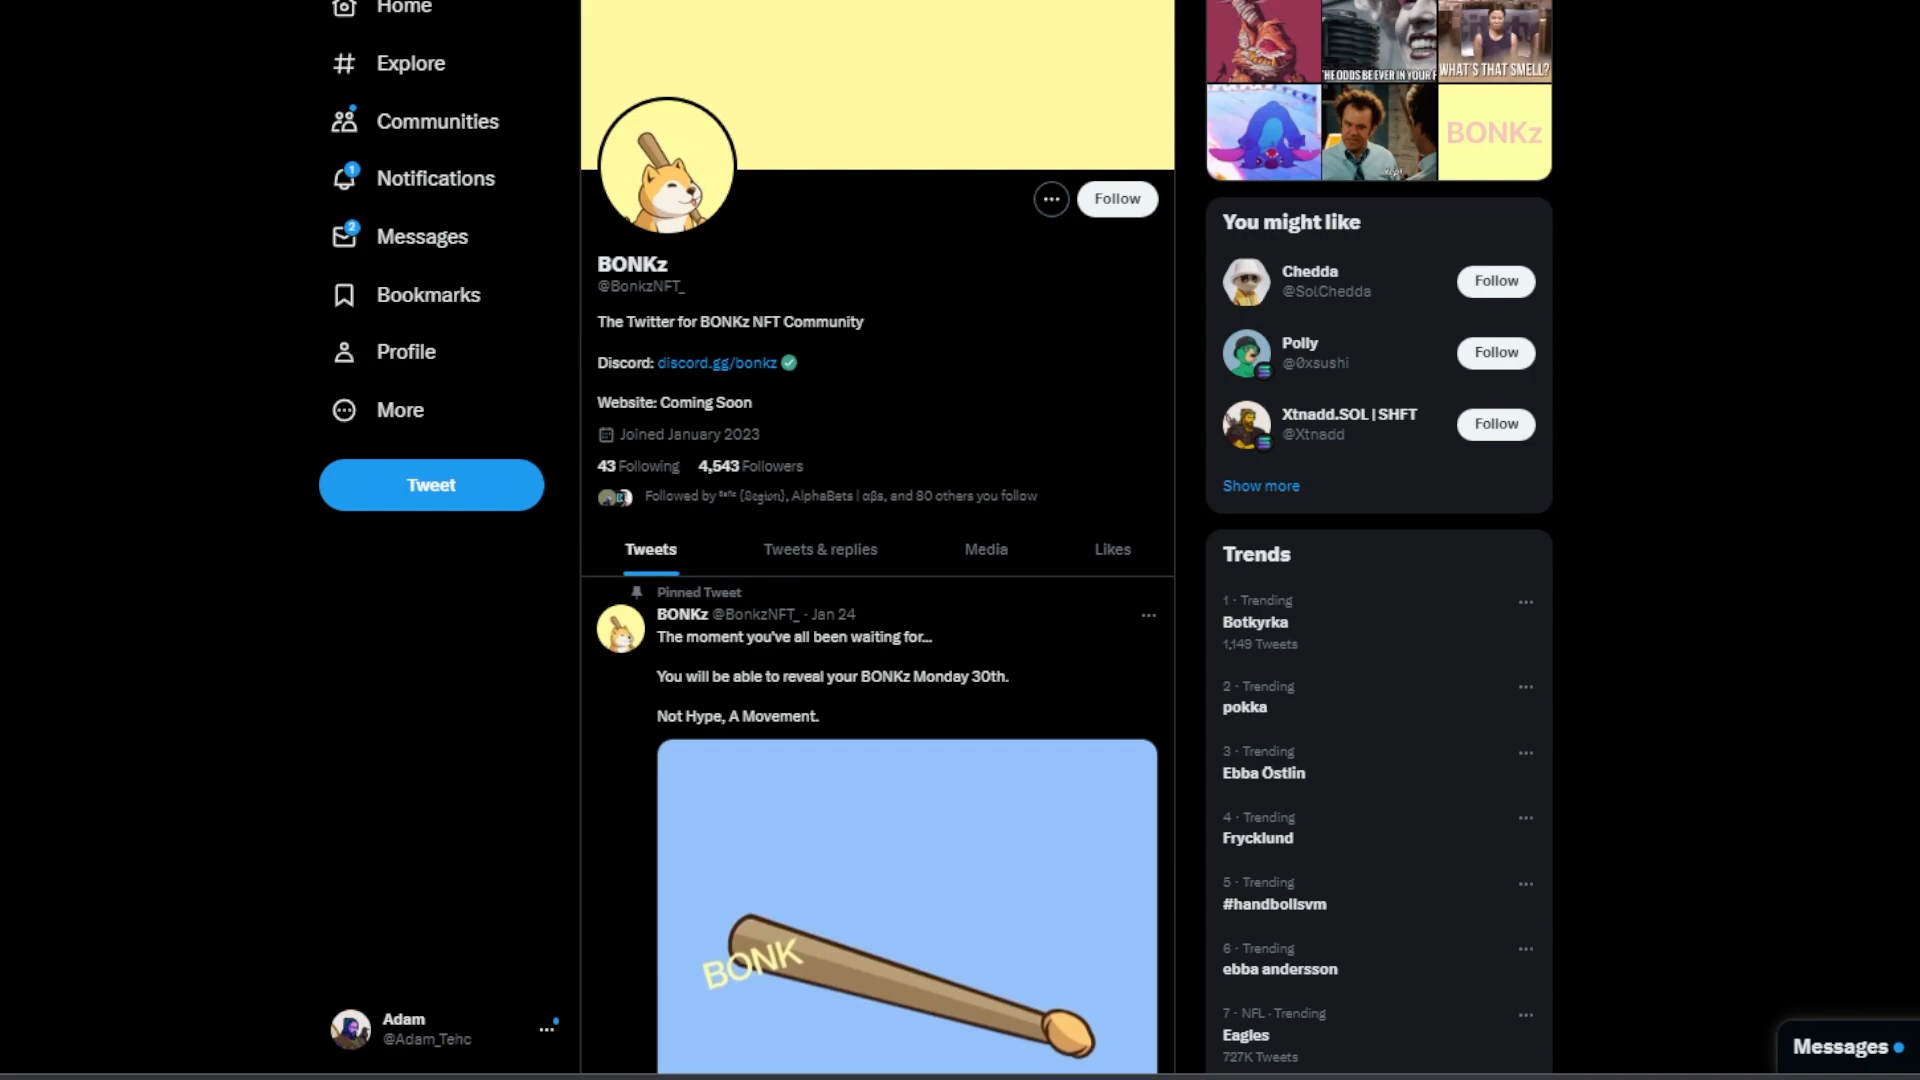 Home
Explore
Communities
1
Notifications
2
Messages
Bookmarks
Profile
More
Tweet
Adam
@Adam_Tehc
Follow
BONKz
@BonkzNFT_
The Twitter for BONKz NFT Community
Discord: discord.gg/bonkz
Website: Coming Soon
Joined January 2023
43 Following 4,543 Followers
Followed by {Legion}, AlphaBets | αβs, and 80 others you follow
Tweets Tweets & replies Media Likes
Pinned Tweet
BONKz @BonkzNFT_ · Jan 24
The moment you've all been waiting for...
You will be able to reveal your BONKz Monday 30th.
Not Hype, A Movement.
BONK
THE ODDS BE EVER IN YOUR F
WHAT'S THAT SMELL?
BONKz
You might like
Chedda
@SolChedda
Follow
Polly
@0xsushi
Follow
Xtnadd.SOL | SHFT
@Xtnadd
Follow
Show more
Trends
1 · Trending
Botkyrka
1,149 Tweets
2 · Trending
pokka
3 · Trending
Ebba Östlin
4 · Trending
Frycklund
5 · Trending
#handbollsvm
6 · Trending
ebba andersson
7 · NFL · Trending
Eagles
727K Tweets
Messages